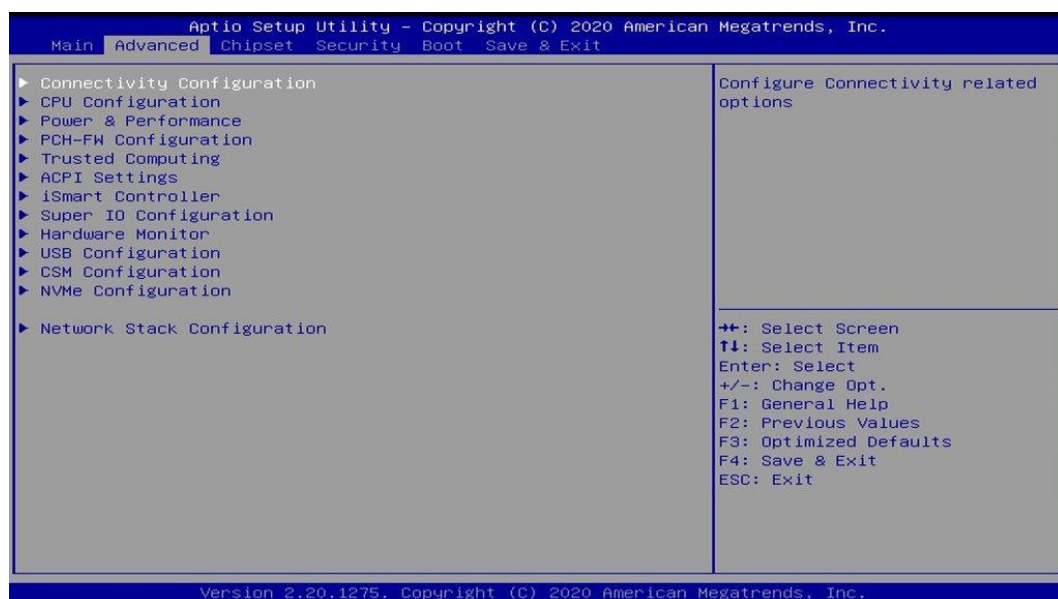 Aptio Setup Utility – Copyright (C) 2020 American Megatrends, Inc.
Main Advanced Chipset Security Boot Save & Exit
▶ Connectivity Configuration
▶ CPU Configuration
▶ Power & Performance
▶ PCH-FW Configuration
▶ Trusted Computing
▶ ACPI Settings
▶ iSmart Controller
▶ Super IO Configuration
▶ Hardware Monitor
▶ USB Configuration
▶ CSM Configuration
▶ NVMe Configuration
▶ Network Stack Configuration
Configure Connectivity related
options
→←: Select Screen
↑↓: Select Item
Enter: Select
+/-: Change Opt.
F1: General Help
F2: Previous Values
F3: Optimized Defaults
F4: Save & Exit
ESC: Exit
Version 2.20.1275. Copyright (C) 2020 American Megatrends, Inc.